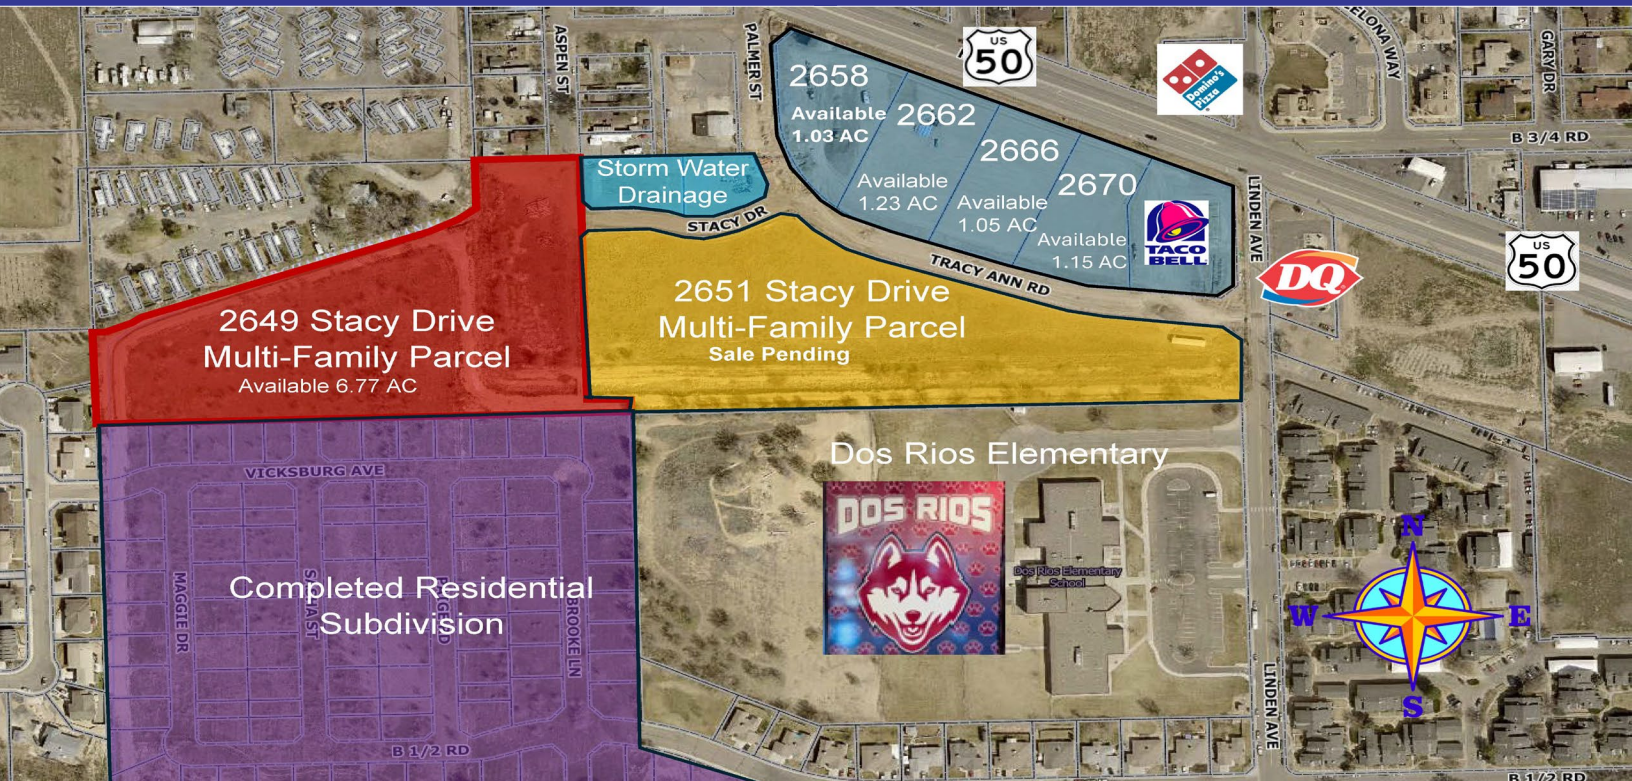 ASPEN ST
PALMER ST
US
50
Domino's
Pizza
GARY DR
B 3/4 RD
2658
Available
1.03 AC
2662
Available
1.23 AC
2666
Available
1.05 AC
2670
Available
1.15 AC
TACO
BELL
LINDEN AVE
US
50
DQ
Storm Water
Drainage
STACY DR
TRACY ANN RD
2649 Stacy Drive
Multi-Family Parcel
Available 6.77 AC
2651 Stacy Drive
Multi-Family Parcel
Sale Pending
Dos Rios Elementary
DOS RIOS
Dos Rios Elementary
School
VICKSBURG AVE
Completed Residential
Subdivision
MAGGIE DR
BROOKE LN
B 1/2 RD
N
W
E
S
LINDEN AVE
B 1/2 RD